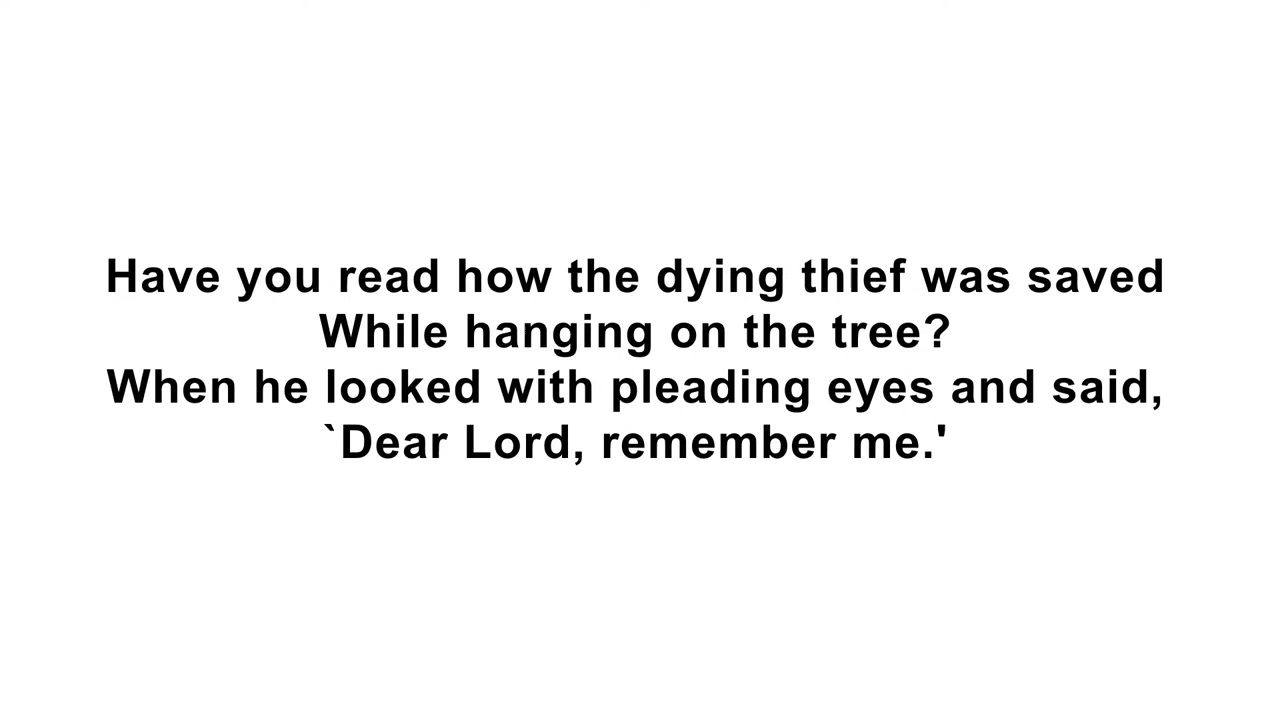 Have you read how the dying thief was saved
While hanging on the tree?
When he looked with pleading eyes and said,
`Dear Lord, remember me.'